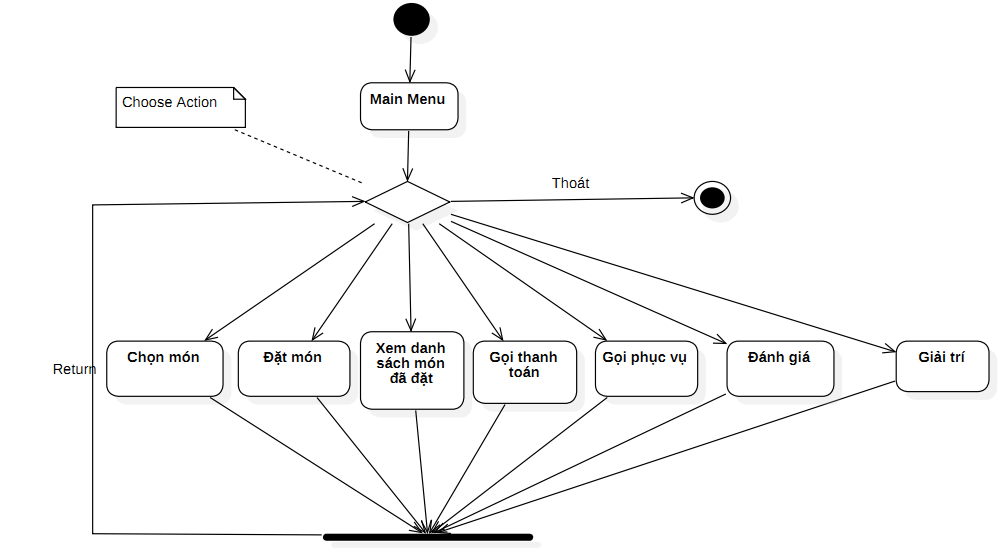 Main Menu
Choose Action
Thoát
Chọn món
Đặt món
Xem danh
sách món
đã đặt
Gọi thanh
toán
Gọi phục vụ
Đánh giá
Giải trí
Return